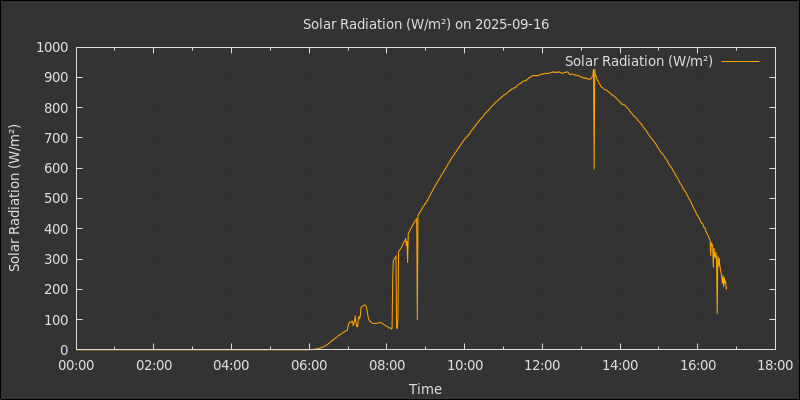 Solar Radiation (W/m²) on 2025-09-16
Solar Radiation (W/m²)
Solar Radiation (W/m²)
1000
900
800
700
600
500
400
300
200
100
0
00:00 02:00 04:00 06:00 08:00 10:00 12:00 14:00 16:00 18:00
Time